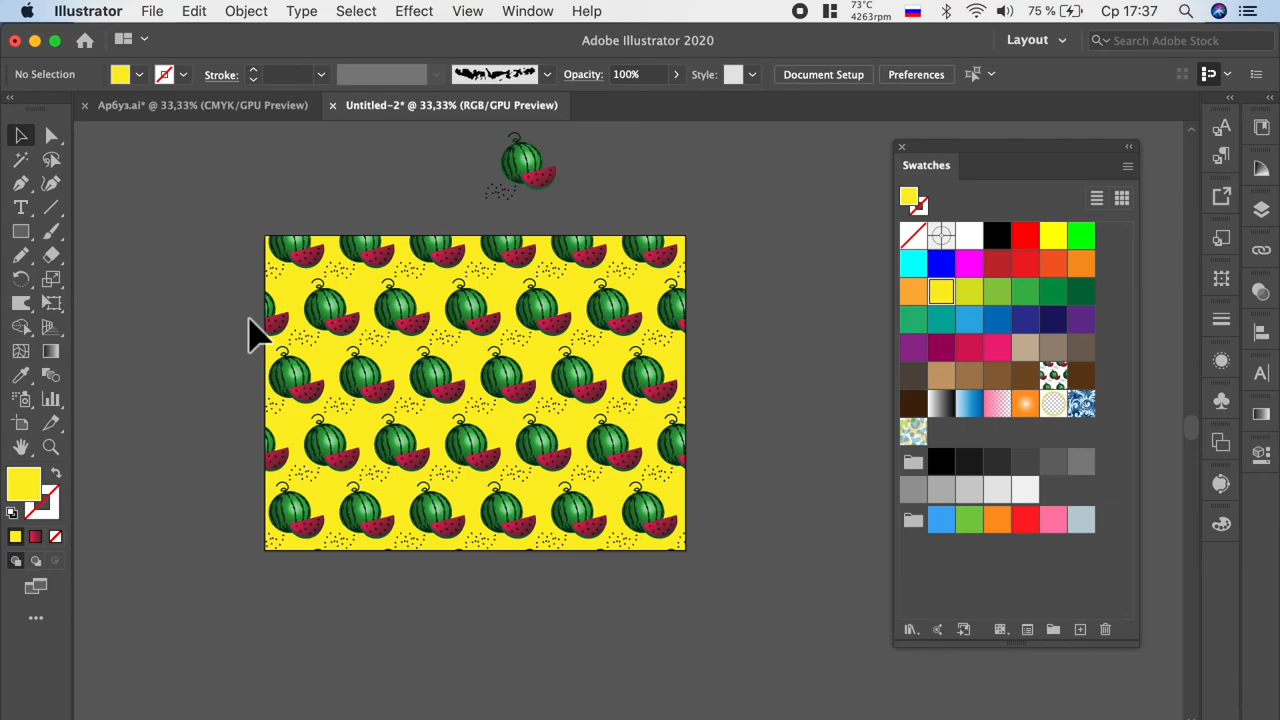 Illustrator File Edit Object Type Select Effect View Window Help 73°C 4263rpm 75 % Ср 17:37
Adobe Illustrator 2020 Layout Search Adobe Stock
No Selection Stroke: Opacity: 100% Style: Document Setup Preferences
Арбуз.ai* @ 33,33% (CMYK/GPU Preview) Untitled-2* @ 33,33% (RGB/GPU Preview)
Swatches